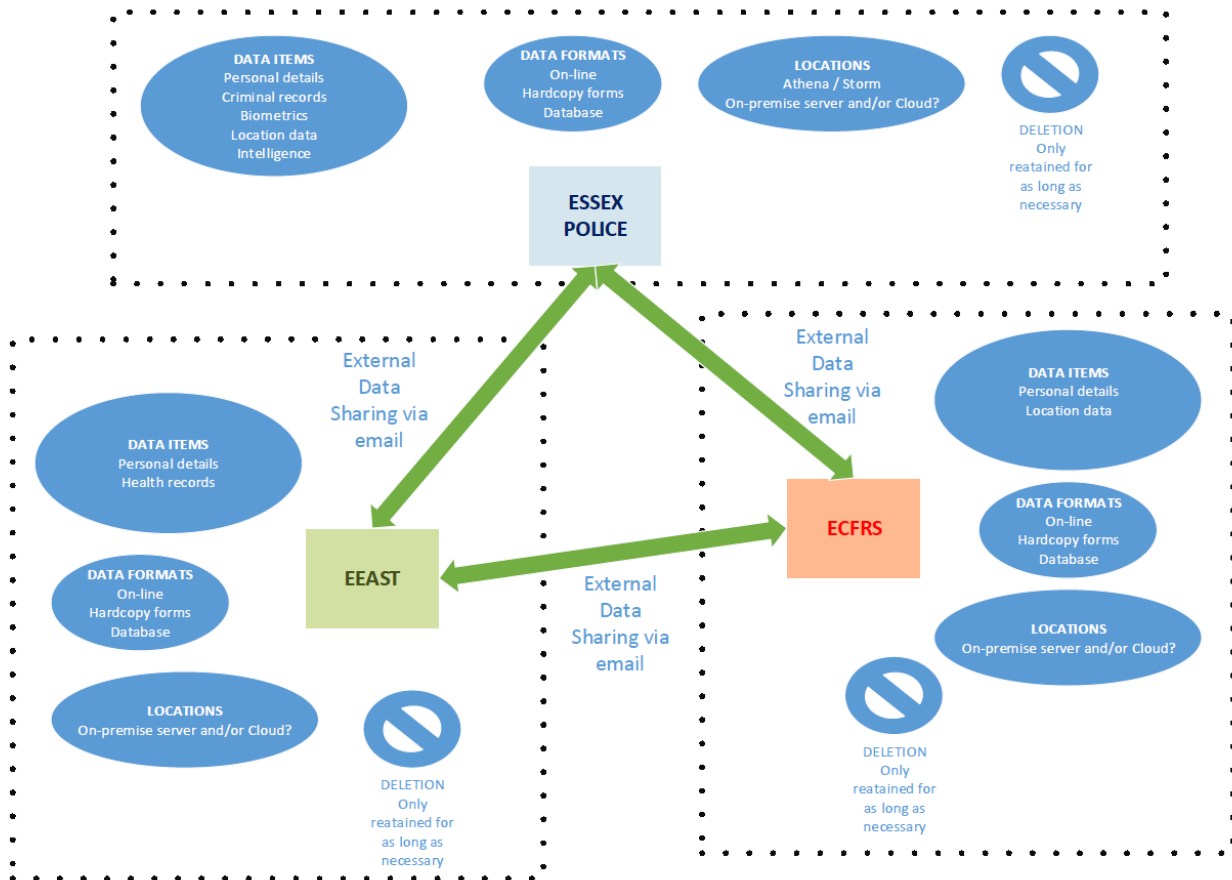 DATA ITEMS
Personal details
Criminal records
Biometrics
Location data
Intelligence
DATA FORMATS
On-line
Hardcopy forms
Database
LOCATIONS
Athena / Storm
On-premise server and/or Cloud?
DELETION
Only
reatained for
as long as
necessary
ESSEX
POLICE
External
Data
Sharing via
email
External
Data
Sharing via
email
DATA ITEMS
Personal details
Health records
DATA FORMATS
On-line
Hardcopy forms
Database
LOCATIONS
On-premise server and/or Cloud?
DELETION
Only
reatained for
as long as
necessary
EEAST
External
Data
Sharing via
email
ECFRS
DATA ITEMS
Personal details
Location data
DATA FORMATS
On-line
Hardcopy forms
Database
LOCATIONS
On-premise server and/or Cloud?
DELETION
Only
reatained for
as long as
necessary